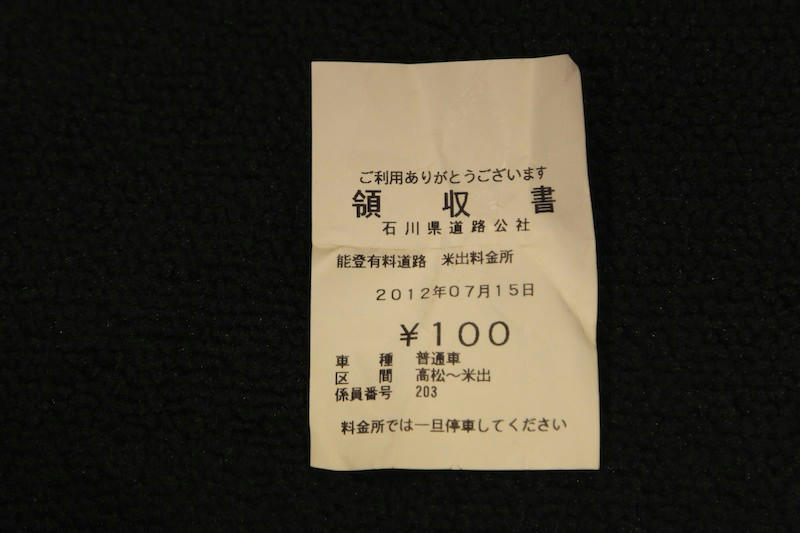 ご利用ありがとうございます
領収書
石川県道路公社
能登有料道路 米出料金所
2012年07月15日
￥100
車種 普通車
区間 高松～米出
係員番号 203
料金所では一旦停車してください